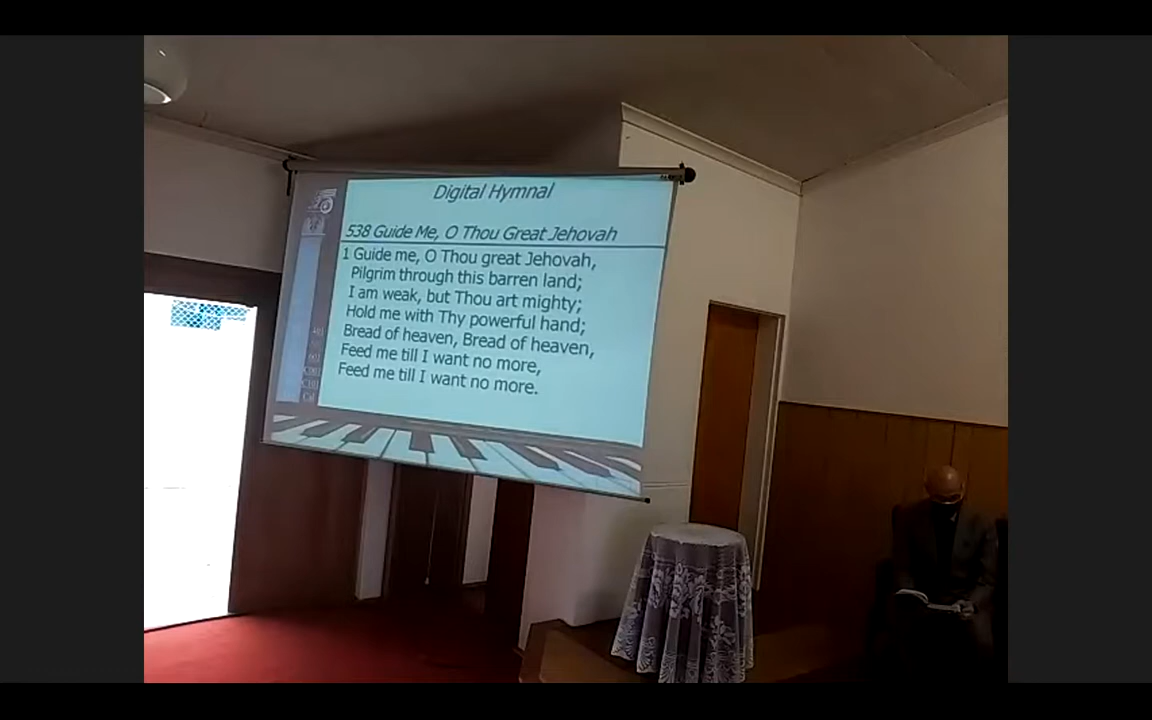 Digital Hymnal
538 Guide Me, O Thou Great Jehovah
1 Guide me, O Thou great Jehovah,
Pilgrim through this barren land;
I am weak, but Thou art mighty;
Hold me with Thy powerful hand;
Bread of heaven, Bread of heaven,
Feed me till I want no more,
Feed me till I want no more.